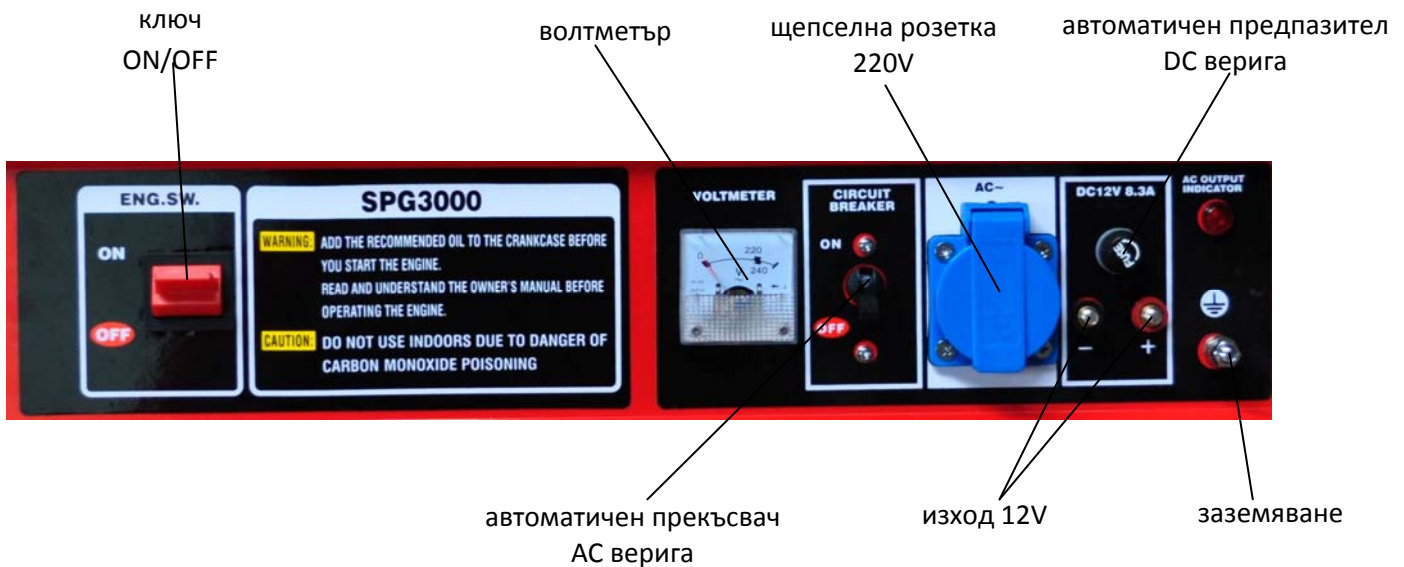 ключ
ON/OFF
волтметър
щепселна розетка
220V
автоматичен предпазител
DC верига
ENG.SW.
ON
OFF
SPG3000
WARNING: ADD THE RECOMMENDED OIL TO THE CRANKCASE BEFORE
YOU START THE ENGINE.
READ AND UNDERSTAND THE OWNER'S MANUAL BEFORE
OPERATING THE ENGINE.
CAUTION: DO NOT USE INDOORS DUE TO DANGER OF
CARBON MONOXIDE POISONING
VOLTMETER
0
220
240
V
CIRCUIT
BREAKER
ON
OFF
AC~
DC12V 8.3A
FUSE
−
+
AC OUTPUT
INDICATOR
автоматичен прекъсвач
AC верига
изход 12V
заземяване